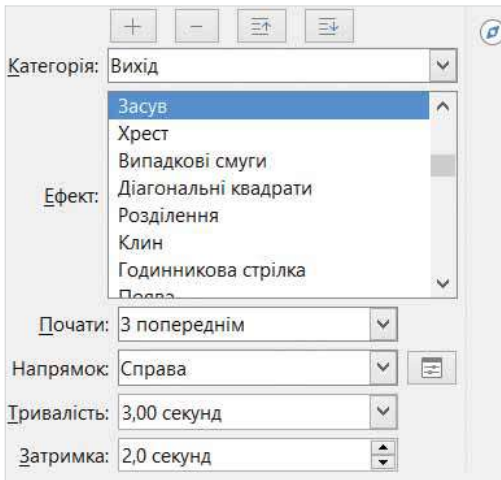 Категорія: Вихід
Ефект:
Засув
Хрест
Випадкові смуги
Діагональні квадрати
Розділення
Клин
Годинникова стрілка
Поява
Почати: З попереднім
Напрямок: Справа
Тривалість: 3,00 секунд
Затримка: 2,0 секунд